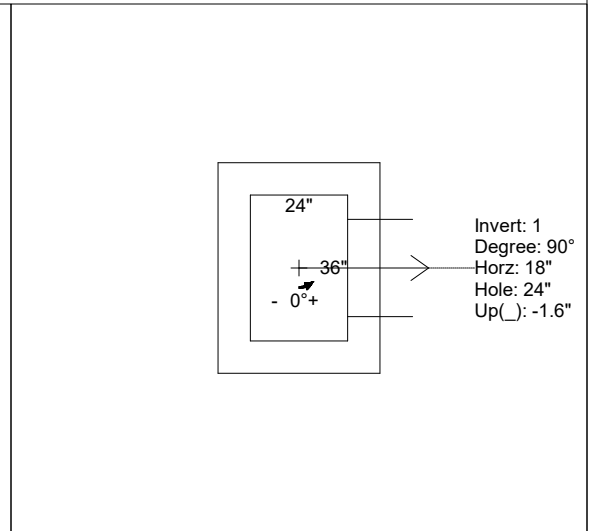 24"
36"
- 0°+
Invert: 1
Degree: 90°
Horz: 18"
Hole: 24"
Up(_): -1.6"